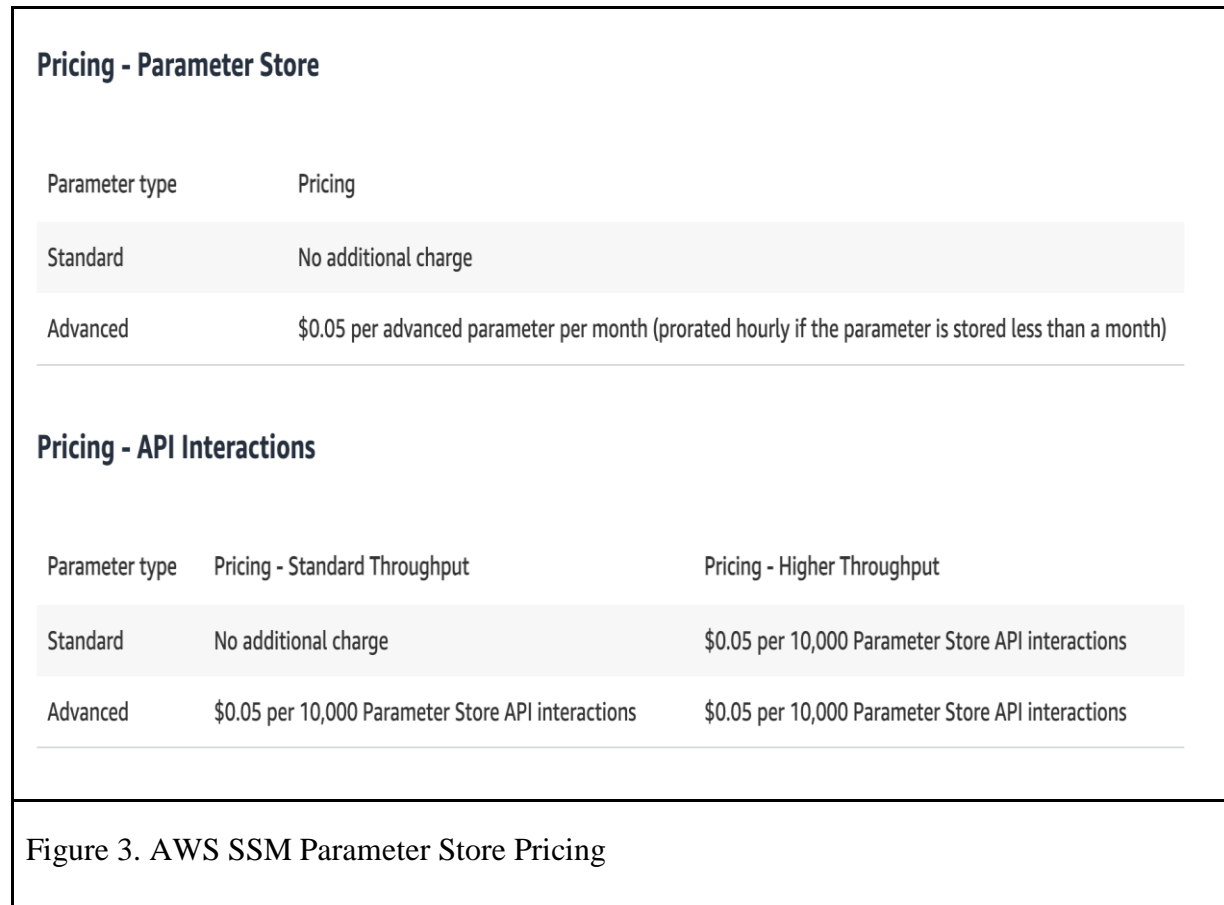 Pricing - Parameter Store
Parameter type Pricing
Standard No additional charge
Advanced $0.05 per advanced parameter per month (prorated hourly if the parameter is stored less than a month)
Pricing - API Interactions
Parameter type Pricing - Standard Throughput Pricing - Higher Throughput
Standard No additional charge $0.05 per 10,000 Parameter Store API interactions
Advanced $0.05 per 10,000 Parameter Store API interactions $0.05 per 10,000 Parameter Store API interactions
Figure 3. AWS SSM Parameter Store Pricing